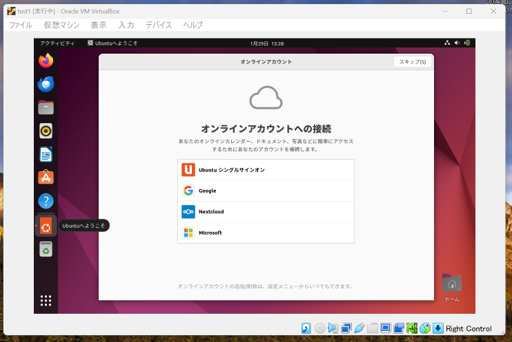 test1 [実行中] - Oracle VM VirtualBox
ファイル 仮想マシン 表示 入力 デバイス ヘルプ
アクティビティ Ubuntuへようこそ 1月29日 13:28
オンラインアカウント スキップ(S)
オンラインアカウントへの接続
あなたのオンラインカレンダー、ドキュメント、写真などに簡単にアクセス
するためにあなたのアカウントを接続します。
Ubuntu シングルサインオン
Google
Nextcloud
Ubuntuへようこそ
Microsoft
オンラインアカウントの追加/削除は、設定メニューからいつでもできます。
ホーム
Right Control